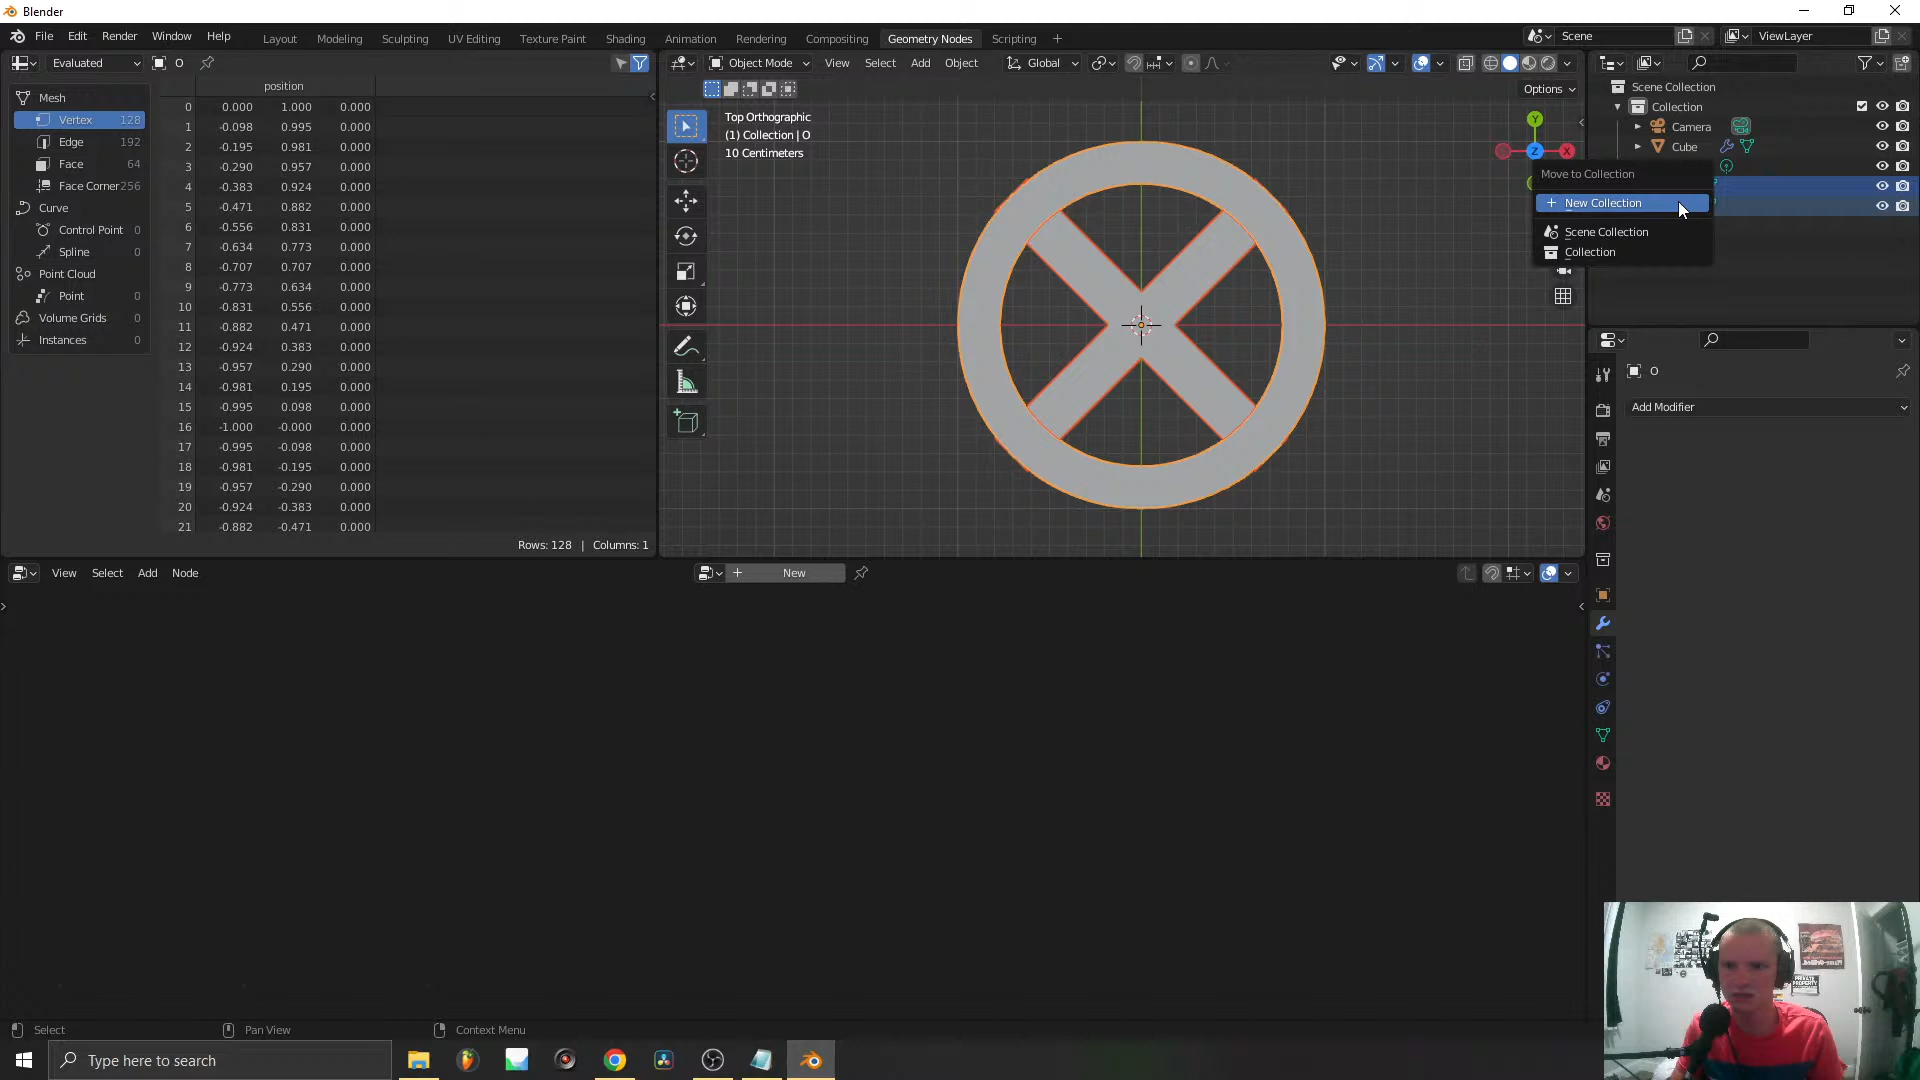 Blender
File Edit Render Window Help
Layout Modeling Sculpting UV Editing Texture Paint Shading Animation Rendering Compositing Geometry Nodes Scripting +
Scene
ViewLayer
Evaluated
O
position
Mesh
Vertex 128
Edge 192
Face 64
Face Corner 256
Curve
Control Point 0
Spline 0
Point Cloud
Point 0
Volume Grids 0
Instances 0
0 0.000 1.000 0.000
1 -0.098 0.995 0.000
2 -0.195 0.981 0.000
3 -0.290 0.957 0.000
4 -0.383 0.924 0.000
5 -0.471 0.882 0.000
6 -0.556 0.831 0.000
7 -0.634 0.773 0.000
8 -0.707 0.707 0.000
9 -0.773 0.634 0.000
10 -0.831 0.556 0.000
11 -0.882 0.471 0.000
12 -0.924 0.383 0.000
13 -0.957 0.290 0.000
14 -0.981 0.195 0.000
15 -0.995 0.098 0.000
16 -1.000 -0.000 0.000
17 -0.995 -0.098 0.000
18 -0.981 -0.195 0.000
19 -0.957 -0.290 0.000
20 -0.924 -0.383 0.000
21 -0.882 -0.471 0.000
Rows: 128 | Columns: 1
Object Mode View Select Add Object
Global
Options
Top Orthographic
(1) Collection | O
10 Centimeters
Y
X
Z
Move to Collection
+ New Collection
Scene Collection
Collection
Scene Collection
Collection
Camera
Cube
O
Add Modifier
View Select Add Node
+ New
Select
Pan View
Context Menu
Type here to search
PRIVATE
PROPERTY